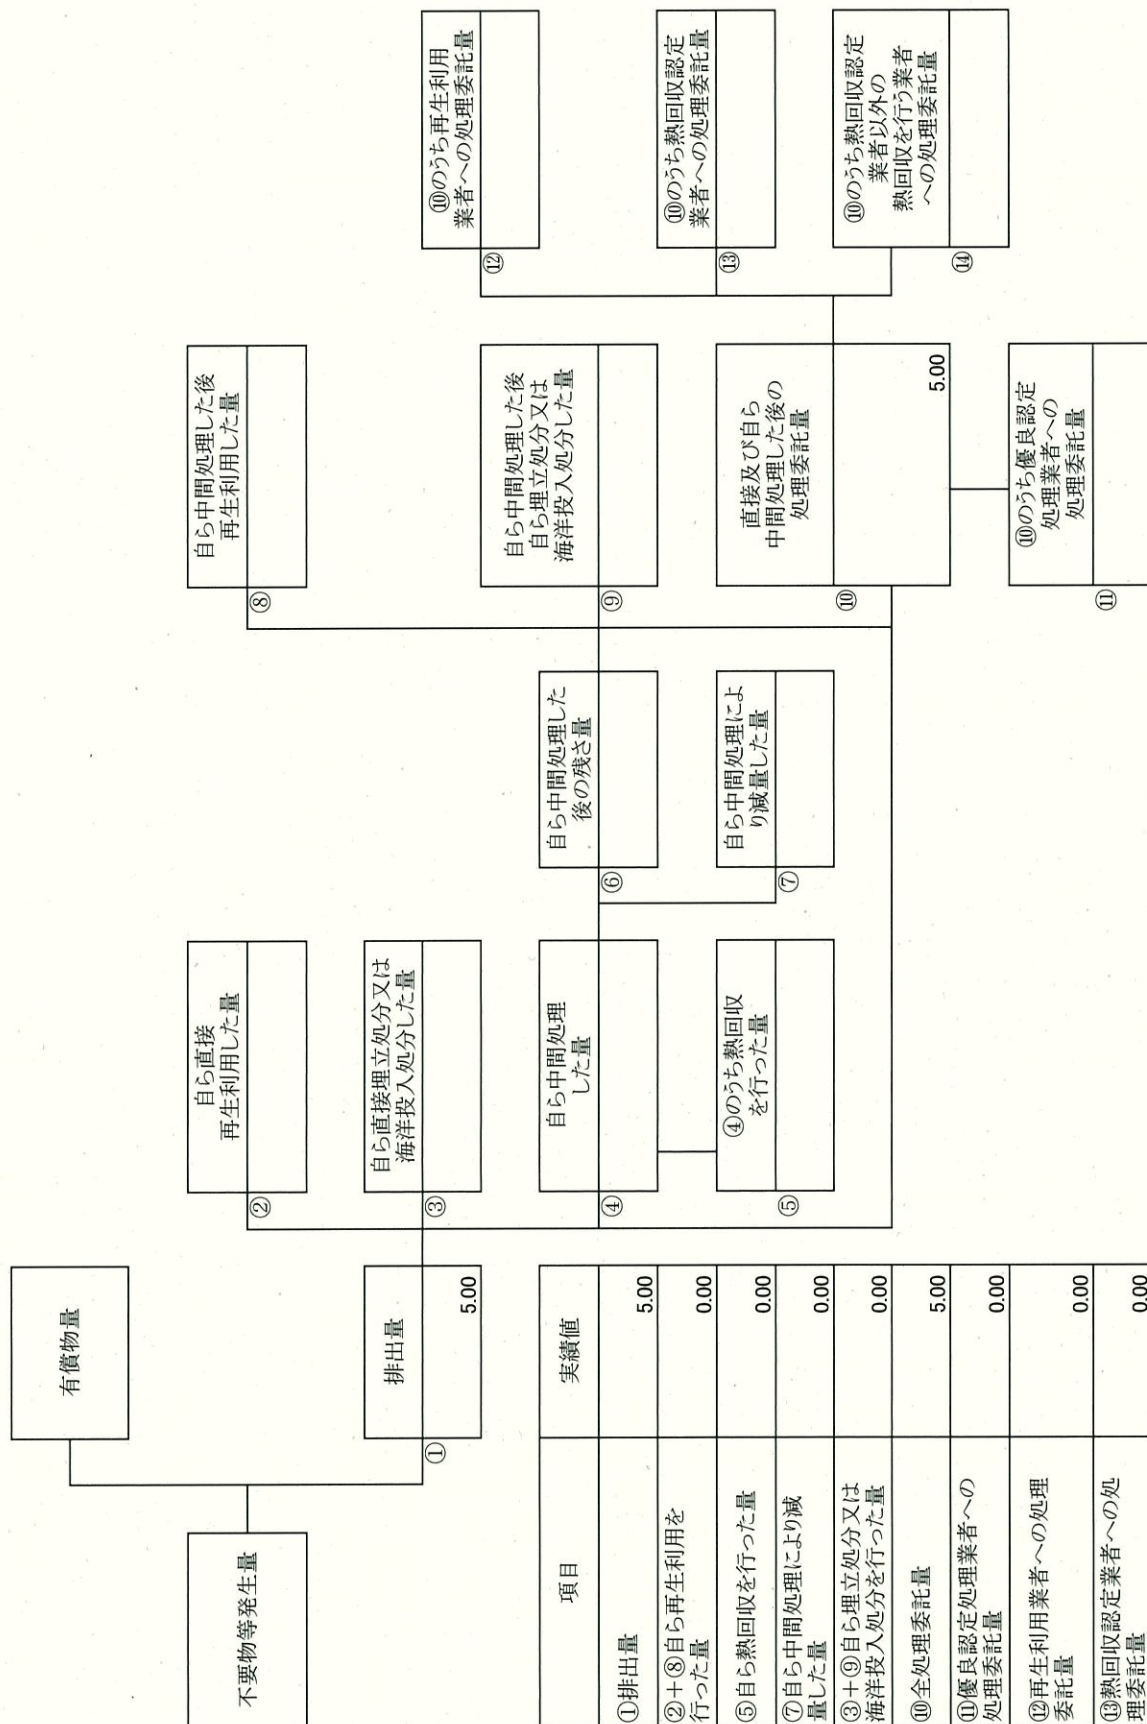 不要物等発生量
有償物量
①
排出量
5.00
②
自ら直接
再生利用した量
③
自ら直接埋立処分又は
海洋投入処分した量
④
自ら中間処理
した量
⑤
④のうち熱回収
を行った量
⑥
自ら中間処理した
後の残さ量
⑦
自ら中間処理によ
り減量した量
⑧
自ら中間処理した後
再生利用した量
⑨
自ら中間処理した後
自ら埋立処分又は
海洋投入処分した量
⑩
直接及び自ら
中間処理した後の
処理委託量
5.00
⑪
⑩のうち優良認定
処理業者への
処理委託量
⑫
⑩のうち再生利用
業者への処理委託量
⑬
⑩のうち熱回収認定
業者への処理委託量
⑭
⑩のうち熱回収認定
業者以外の
熱回収を行う業者
への処理委託量
項目
実績値
①排出量
5.00
②+⑧自ら再生利用を
行った量
0.00
⑤自ら熱回収を行った量
0.00
⑦自ら中間処理により減
量した量
0.00
③+⑨自ら埋立処分又は
海洋投入処分を行った量
0.00
⑩全処理委託量
5.00
⑪優良認定処理業者への
処理委託量
0.00
⑫再生利用業者への処理
委託量
0.00
⑬熱回収認定業者への処
理委託量
0.00